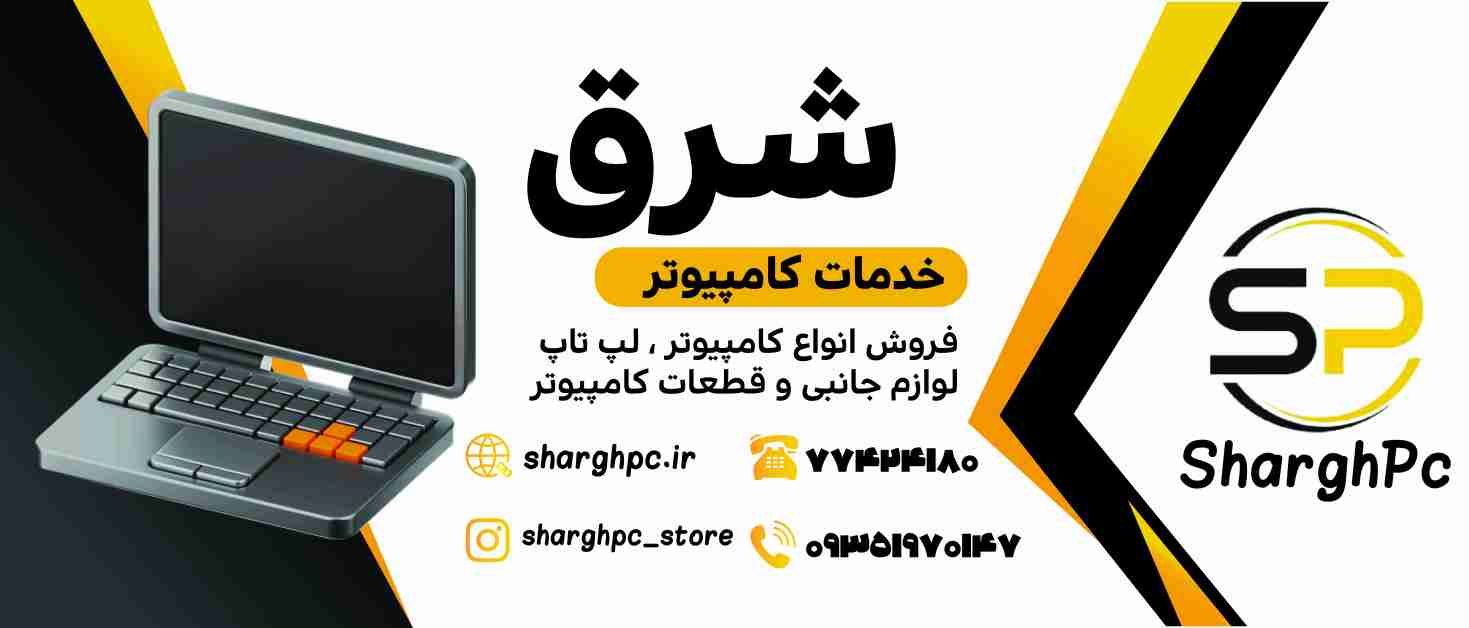 شرق
خدمات کامپیوتر
فروش انواع کامپیوتر ، لپ تاپ
لوازم جانبی و قطعات کامپیوتر
sharghpc.ir
۷۷۴۲۴۱۸۰
sharghpc_store
۰۹۳۵۱۹۷۰۱۴۷
SP
SharghPc